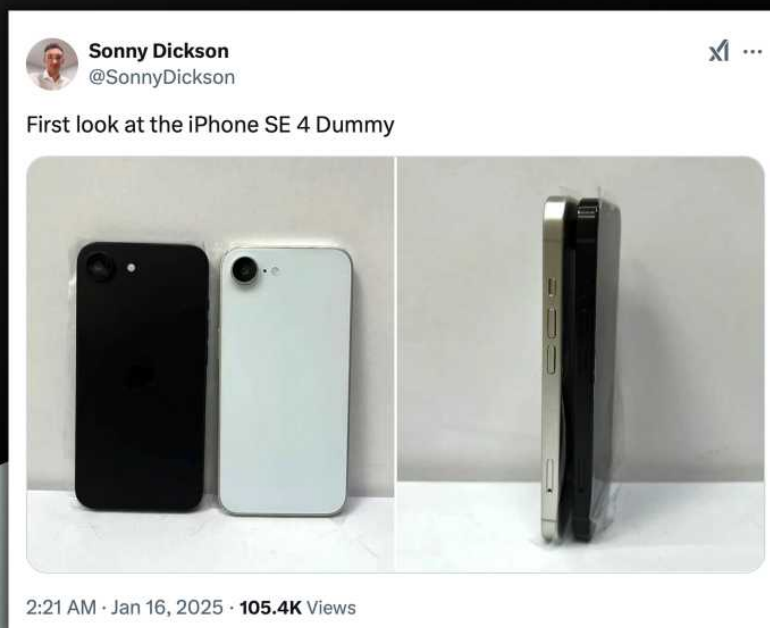 Sonny Dickson
@SonnyDickson
First look at the iPhone SE 4 Dummy
2:21 AM · Jan 16, 2025 · 105.4K Views